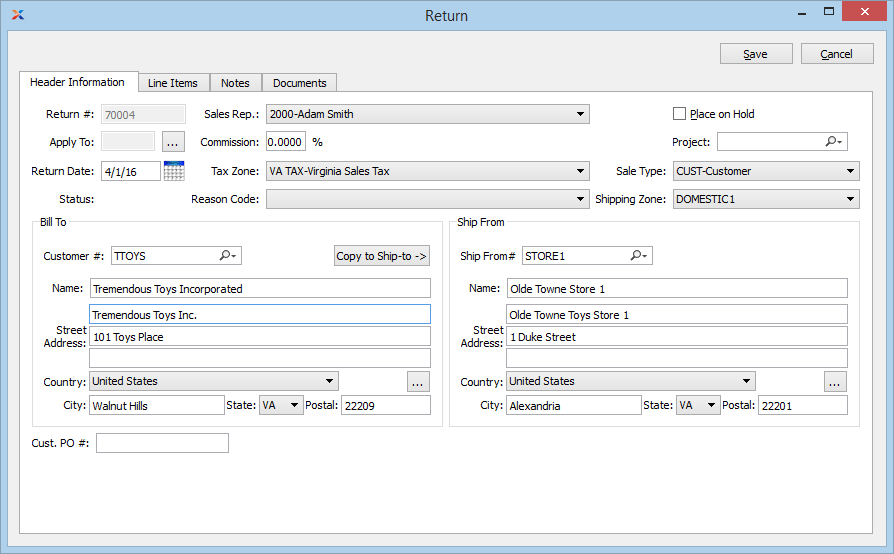 Return
Save Cancel
Header Information Line Items Notes Documents
Return #: 70004 Sales Rep.: 2000-Adam Smith Place on Hold
Apply To: ... Commission: 0.0000 % Project:
Return Date: 4/1/16 Tax Zone: VA TAX-Virginia Sales Tax Sale Type: CUST-Customer
Status: Reason Code: Shipping Zone: DOMESTIC1
Bill To Ship From
Customer #: TTOYS Copy to Ship-to -> Ship From# STORE1
Name: Tremendous Toys Incorporated Name: Olde Towne Store 1
Tremendous Toys Inc. Olde Towne Toys Store 1
Street Address: 101 Toys Place Street Address: 1 Duke Street
Country: United States ... Country: United States ...
City: Walnut Hills State: VA Postal: 22209 City: Alexandria State: VA Postal: 22201
Cust. PO #: